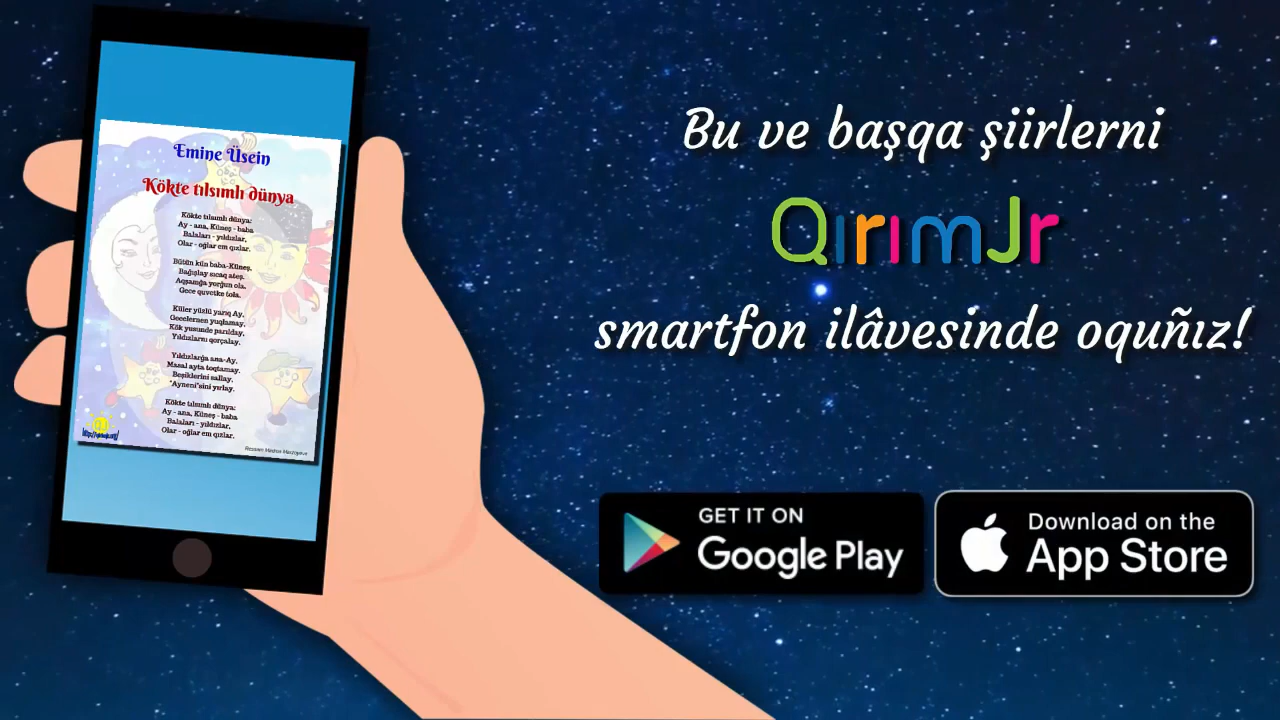 Emine Üsein
Kökte tılsımlı dünya
Kökte tılsımlı dünya:
Ay - ana, Küneş - baba
Balaları - yıldızlar,
Olar - oğlar em qızlar.
Bütün kün baba-Küneş,
Bağışlay sıcaq ateş.
Aqşamğa yorğun ola,
Gece quvetke tola.
Küler yüzlü yarıq Ay,
Gecelernen yuqlamay,
Kök yusunde parılday,
Yıldızlarnı qorçalay.
Yıldızlarğa ana-Ay,
Masal ayta toqtamay.
Beşiklerini sallay,
"Ayneni"sini yırlay.
Kökte tılsımlı dünya:
Ay - ana, Küneş - baba
Balaları - yıldızlar,
Olar - oğlar em qızlar.
Bu ve başqa şiirlerni
QırımJr
smartfon ilâvesinde oquñız!
GET IT ON
Google Play
Download on the
App Store